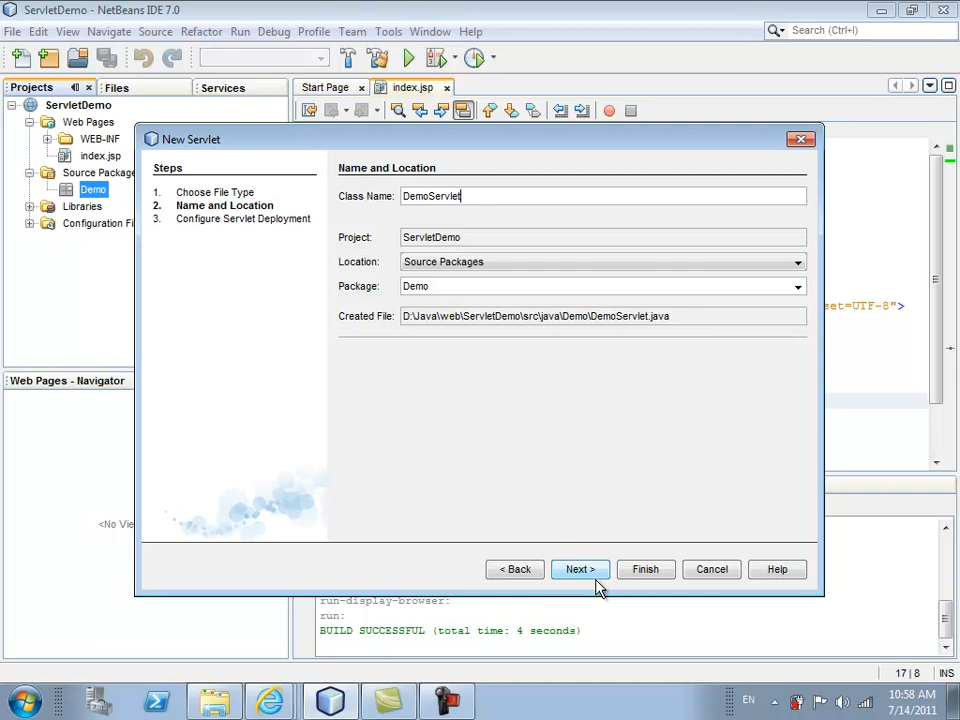 ServletDemo - NetBeans IDE 7.0
File Edit View Navigate Source Refactor Run Debug Profile Team Tools Window Help
Search (Ctrl+I)
Projects Files Services
Start Page index.jsp
ServletDemo
Web Pages
WEB-INF
index.jsp
Source Package
Demo
Libraries
Configuration Fi
New Servlet
Steps
1. Choose File Type
2. Name and Location
3. Configure Servlet Deployment
Name and Location
Class Name: DemoServlet
Project: ServletDemo
Location: Source Packages
Package: Demo
Created File: D:\Java\web\ServletDemo\src\java\Demo\DemoServlet.java
< Back Next > Finish Cancel Help
set=UTF-8">
Web Pages - Navigator
<No Vie
run-display-browser:
run:
BUILD SUCCESSFUL (total time: 4 seconds)
17 | 8 INS
EN
10:58 AM
7/14/2011